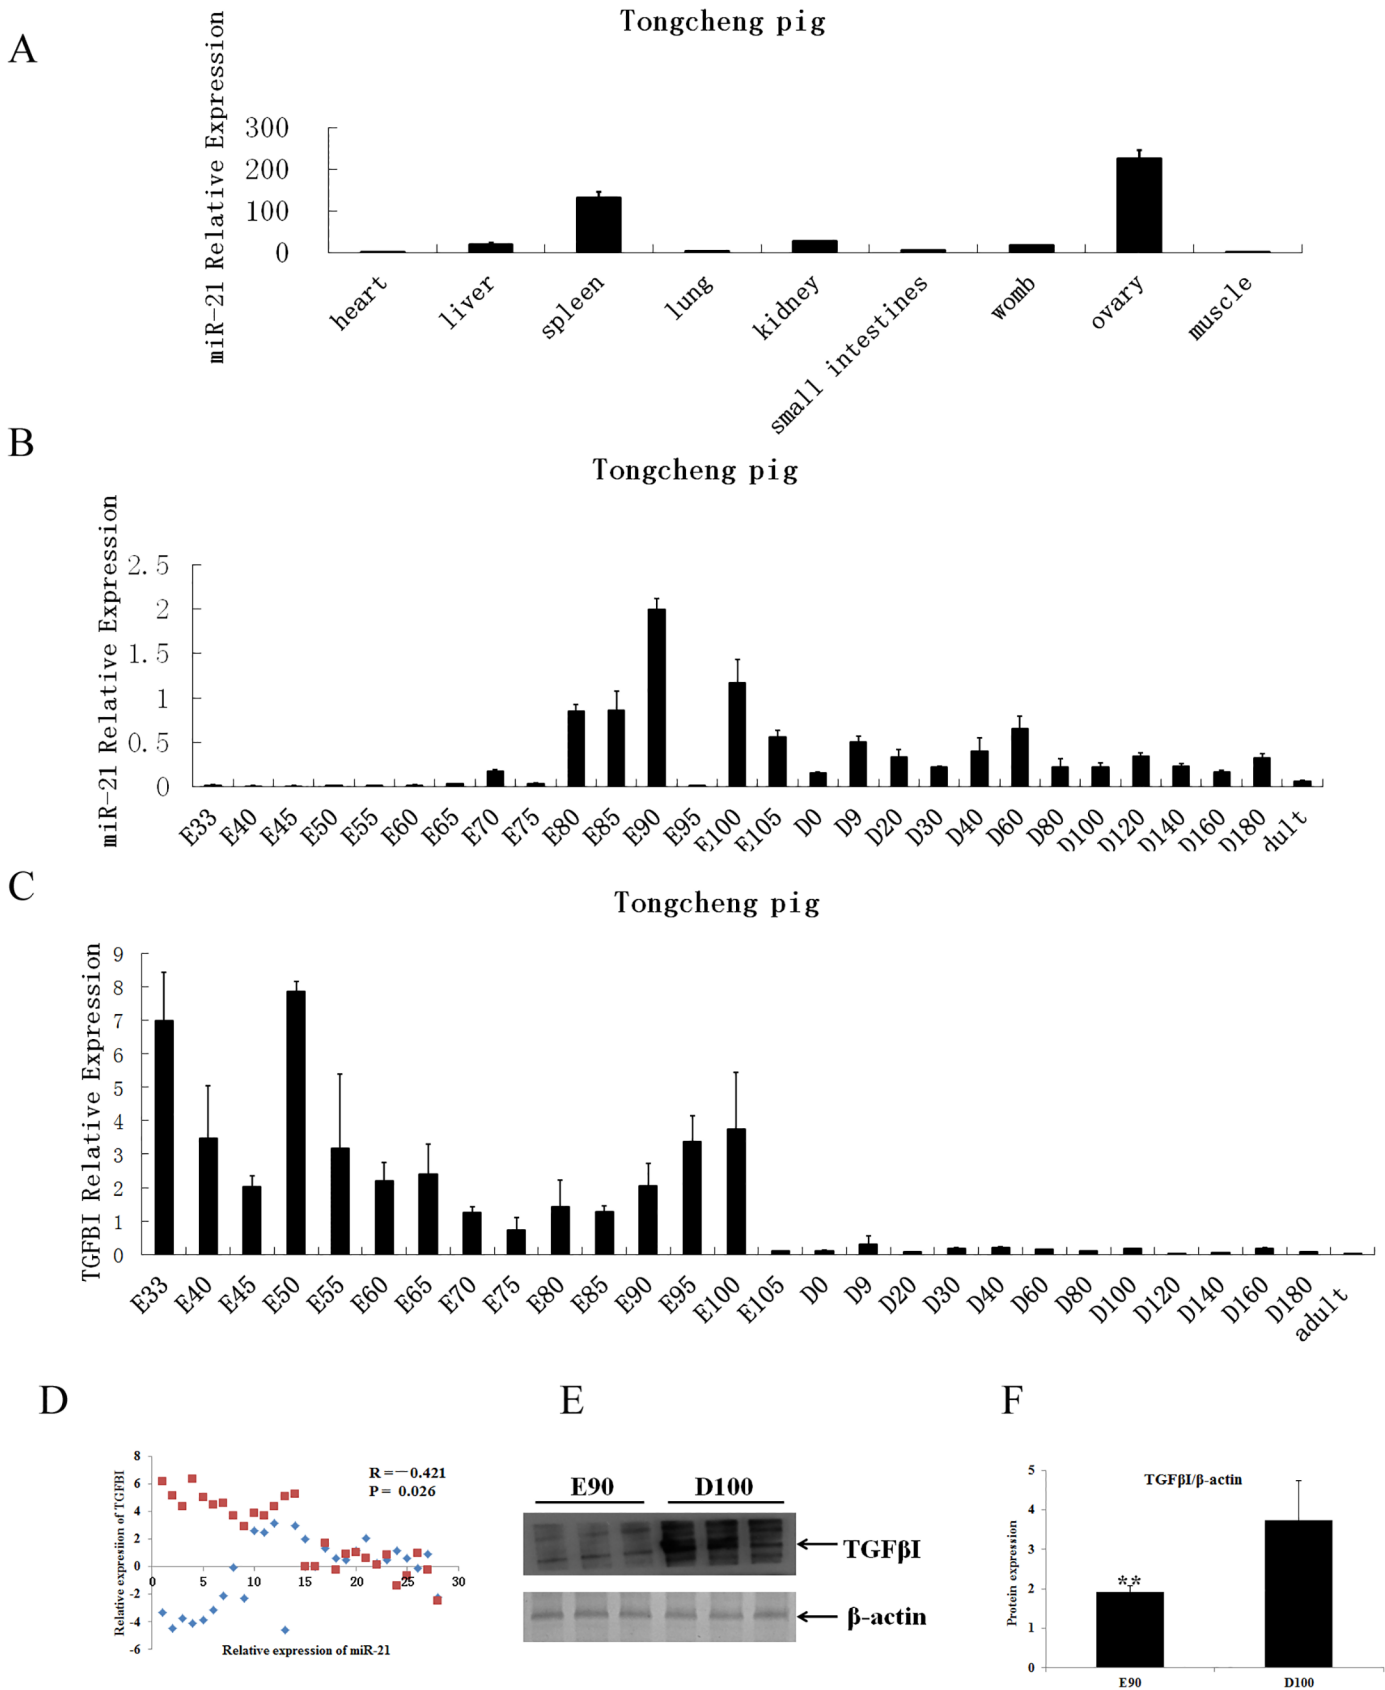 A
Tongcheng pig
miR-21 Relative Expression
300
200
100
0
heart
liver
spleen
lung
kidney
small intestines
womb
ovary
muscle
B
Tongcheng pig
miR-21 Relative Expression
2.5
2
1.5
1
0.5
0
E33
E40
E45
E50
E55
E60
E65
E70
E75
E80
E85
E90
E95
E100
E105
D0
D9
D20
D30
D40
D60
D80
D100
D120
D140
D160
D180
dult
C
Tongcheng pig
TGFBI Relative Expression
9
8
7
6
5
4
3
2
1
0
E33
E40
E45
E50
E55
E60
E65
E70
E75
E80
E85
E90
E95
E100
E105
D0
D9
D20
D30
D40
D60
D80
D100
D120
D140
D160
D180
adult
D
Relative expression of TGFBI
8
6
4
2
0
-2
-4
-6
0 5 10 15 20 25 30
R =−0.421
P = 0.026
Relative expression of miR-21
E
E90 D100
TGFβI
β-actin
F
TGFβI/β-actin
Protein expression
5
4
3
2
1
0
**
E90 D100